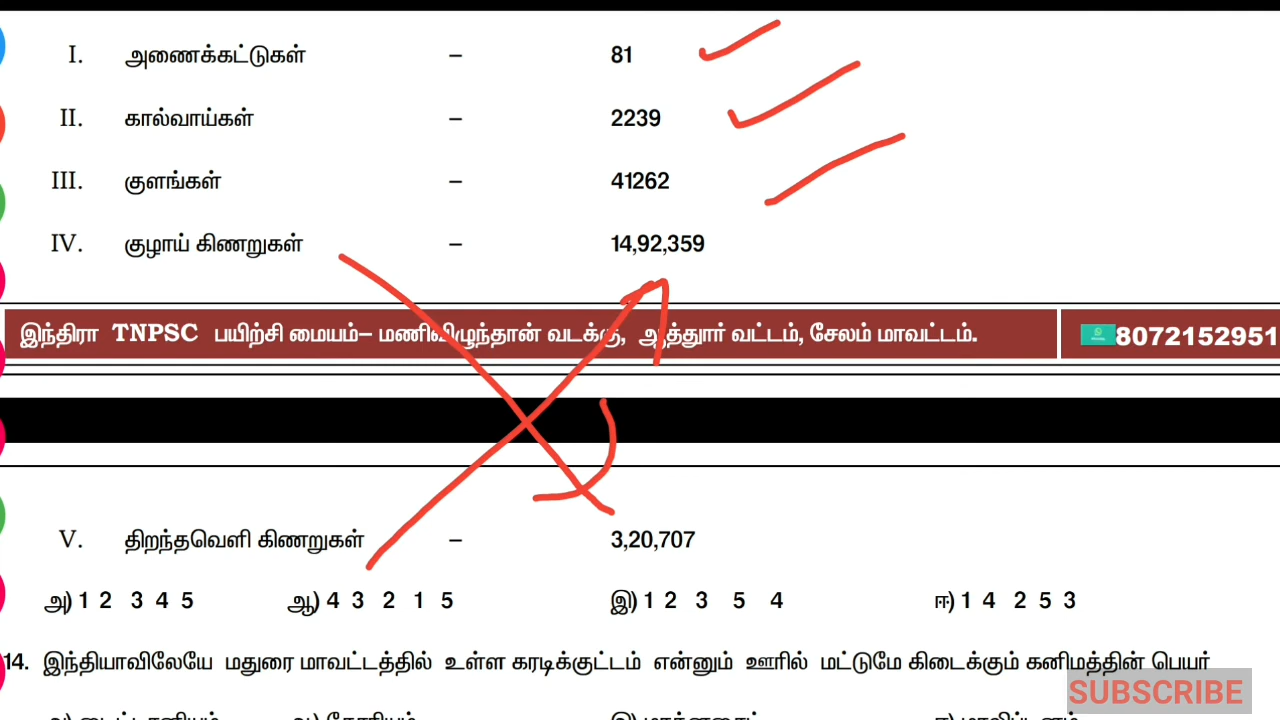 I. அணைக்கட்டுகள் – 81
II. கால்வாய்கள் – 2239
III. குளங்கள் – 41262
IV. குழாய் கிணறுகள் – 14,92,359
இந்திரா TNPSC பயிற்சி மையம்– மணிவிழுந்தான் வடக்கு, ஆத்தூர் வட்டம், சேலம் மாவட்டம். 8072152951
V. திறந்தவெளி கிணறுகள் – 3,20,707
அ) 1 2 3 4 5 ஆ) 4 3 2 1 5 இ) 1 2 3 5 4 ஈ) 1 4 2 5 3
14. இந்தியாவிலேயே மதுரை மாவட்டத்தில் உள்ள கரடிக்குட்டம் என்னும் ஊரில் மட்டுமே கிடைக்கும் கனிமத்தின் பெயர்
SUBSCRIBE